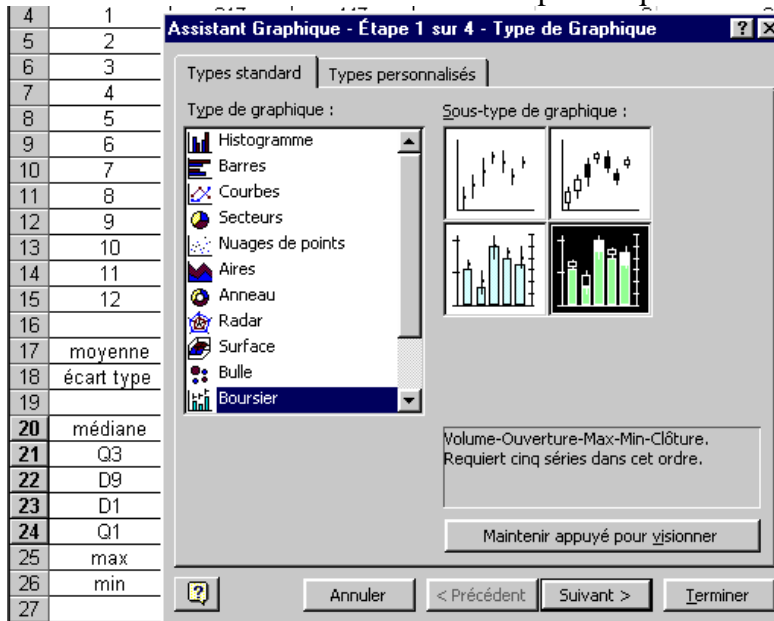 4 1
Assistant Graphique - Étape 1 sur 4 - Type de Graphique
5 2
6 3
Types standard Types personnalisés
7 4
Type de graphique : Sous-type de graphique :
8 5
Histogramme
9 6
Barres
10 7
Courbes
11 8
Secteurs
12 9
Nuages de points
13 10
Aires
14 11
Anneau
15 12
Radar
16
Surface
17 moyenne
Bulle
18 écart type
Boursier
19
20 médiane
Volume-Ouverture-Max-Min-Clôture.
21 Q3
Requiert cinq séries dans cet ordre.
22 D9
23 D1
24 Q1
Maintenir appuyé pour visionner
25 max
26 min
Annuler < Précédent Suivant > Terminer
27